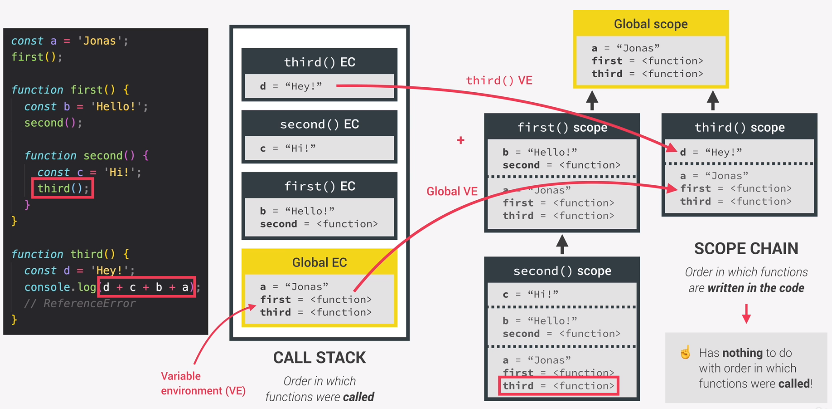 const a = 'Jonas';
first();
function first() {
const b = 'Hello!';
second();
function second() {
const c = 'Hi!';
third();
}
}
function third() {
const d = 'Hey!';
console.log(d + c + b + a);
// ReferenceError
}
third() EC
d = “Hey!”
second() EC
c = “Hi!”
first() EC
b = “Hello!”
second = <function>
Global EC
a = “Jonas”
first = <function>
third = <function>
CALL STACK
Order in which
functions were called
Variable
environment (VE)
third() VE
+
Global VE
Global scope
a = “Jonas”
first = <function>
third = <function>
first() scope
b = “Hello!”
second = <function>
a = “Jonas”
first = <function>
third = <function>
second() scope
c = “Hi!”
b = “Hello!”
second = <function>
a = “Jonas”
first = <function>
third = <function>
third() scope
d = “Hey!”
a = “Jonas”
first = <function>
third = <function>
SCOPE CHAIN
Order in which functions
are written in the code
☝ Has nothing to do
with order in which
functions were called!